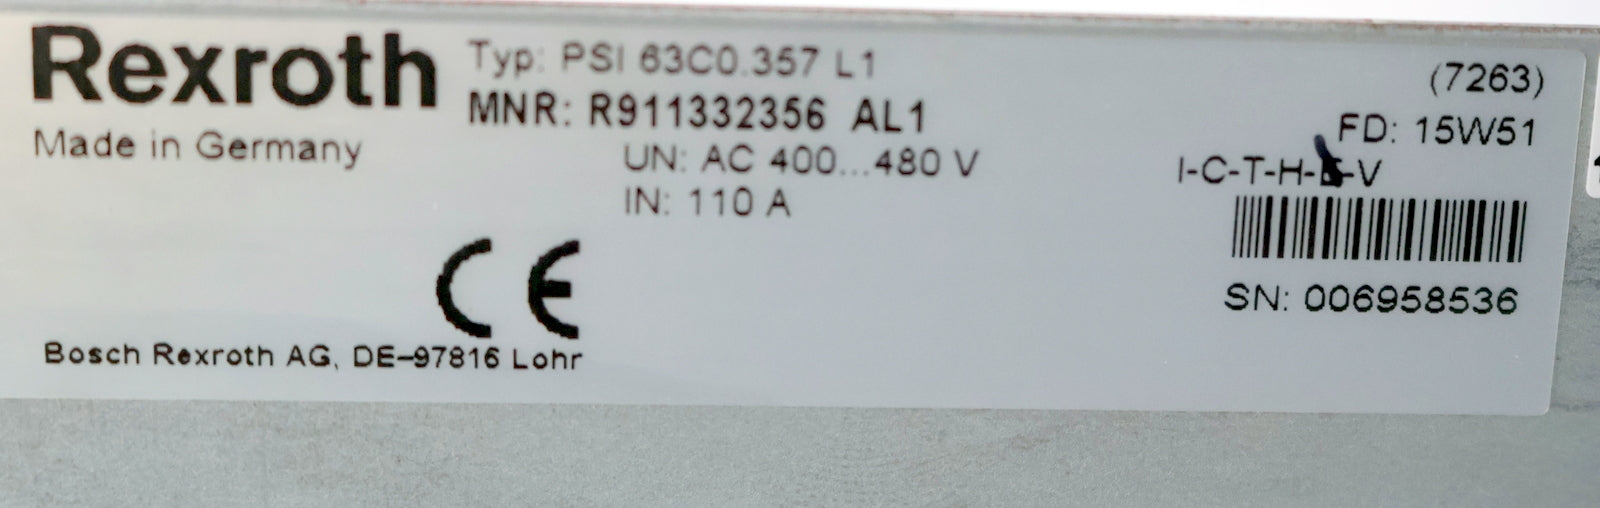 Rexroth
Made in Germany
Typ: PSI 63C0.357 L1
MNR: R911332356 AL1
UN: AC 400...480 V
IN: 110 A
(7263)
FD: 15W51
I-C-T-H- -V
SN: 006958536
CE
Bosch Rexroth AG, DE-97816 Lohr